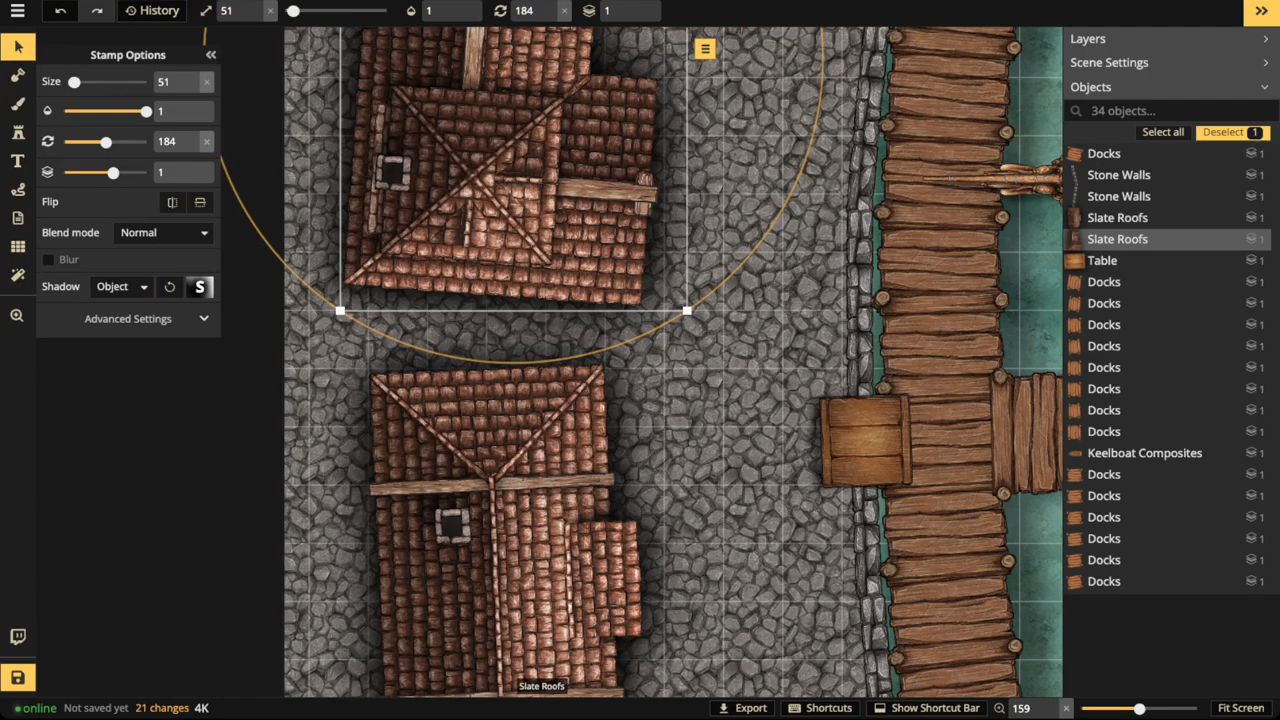 History 51 × 1 184 × 1 »
Stamp Options «
Size 51 ×
1
184 ×
1
Flip
Blend mode Normal
Blur
Shadow Object S
Advanced Settings
Layers
Scene Settings
Objects
34 objects...
Select all Deselect 1
Docks 1
Stone Walls 1
Stone Walls 1
Slate Roofs 1
Slate Roofs 1
Table 1
Docks 1
Docks 1
Docks 1
Docks 1
Docks 1
Docks 1
Docks 1
Docks 1
Keelboat Composites 1
Docks 1
Docks 1
Docks 1
Docks 1
Docks 1
Docks 1
Slate Roofs
online Not saved yet 21 changes 4K Export Shortcuts Show Shortcut Bar 159 × Fit Screen